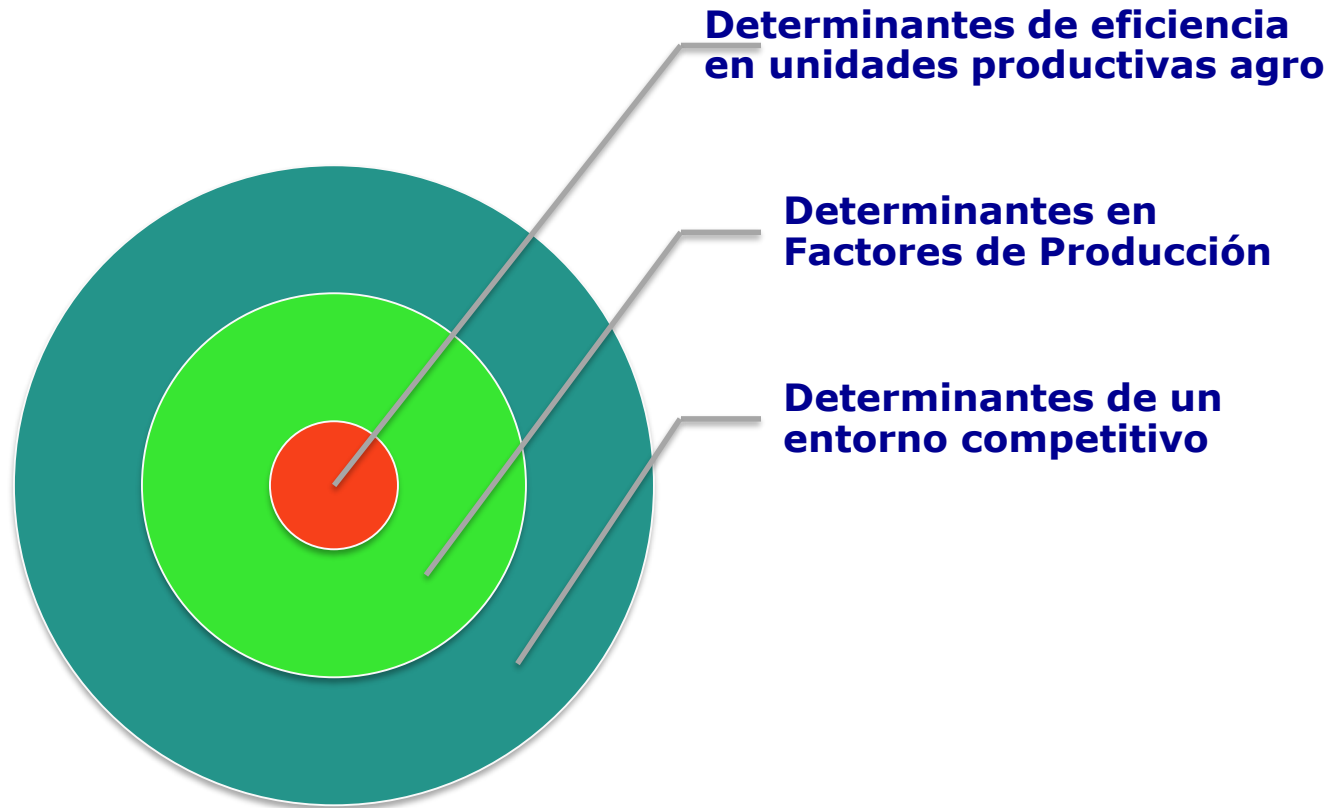 Determinantes de eficiencia
en unidades productivas agro
Determinantes en
Factores de Producción
Determinantes de un
entorno competitivo